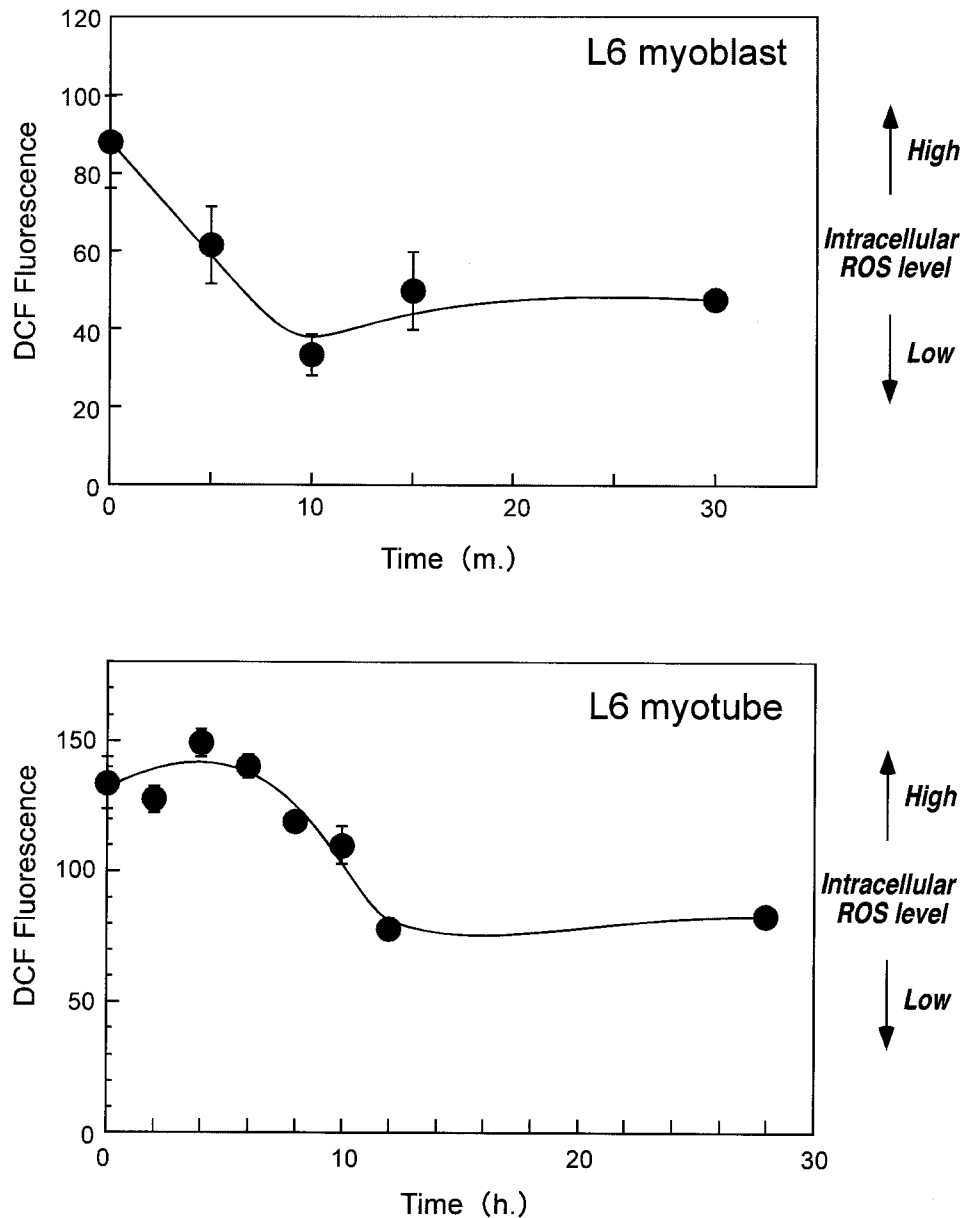 120
L6 myoblast
100
80
60
40
20
0
DCF Fluorescence
0
10
20
30
Time (m.)
High
Intracellular
ROS level
Low
L6 myotube
150
100
50
0
DCF Fluorescence
0
10
20
30
Time (h.)
High
Intracellular
ROS level
Low